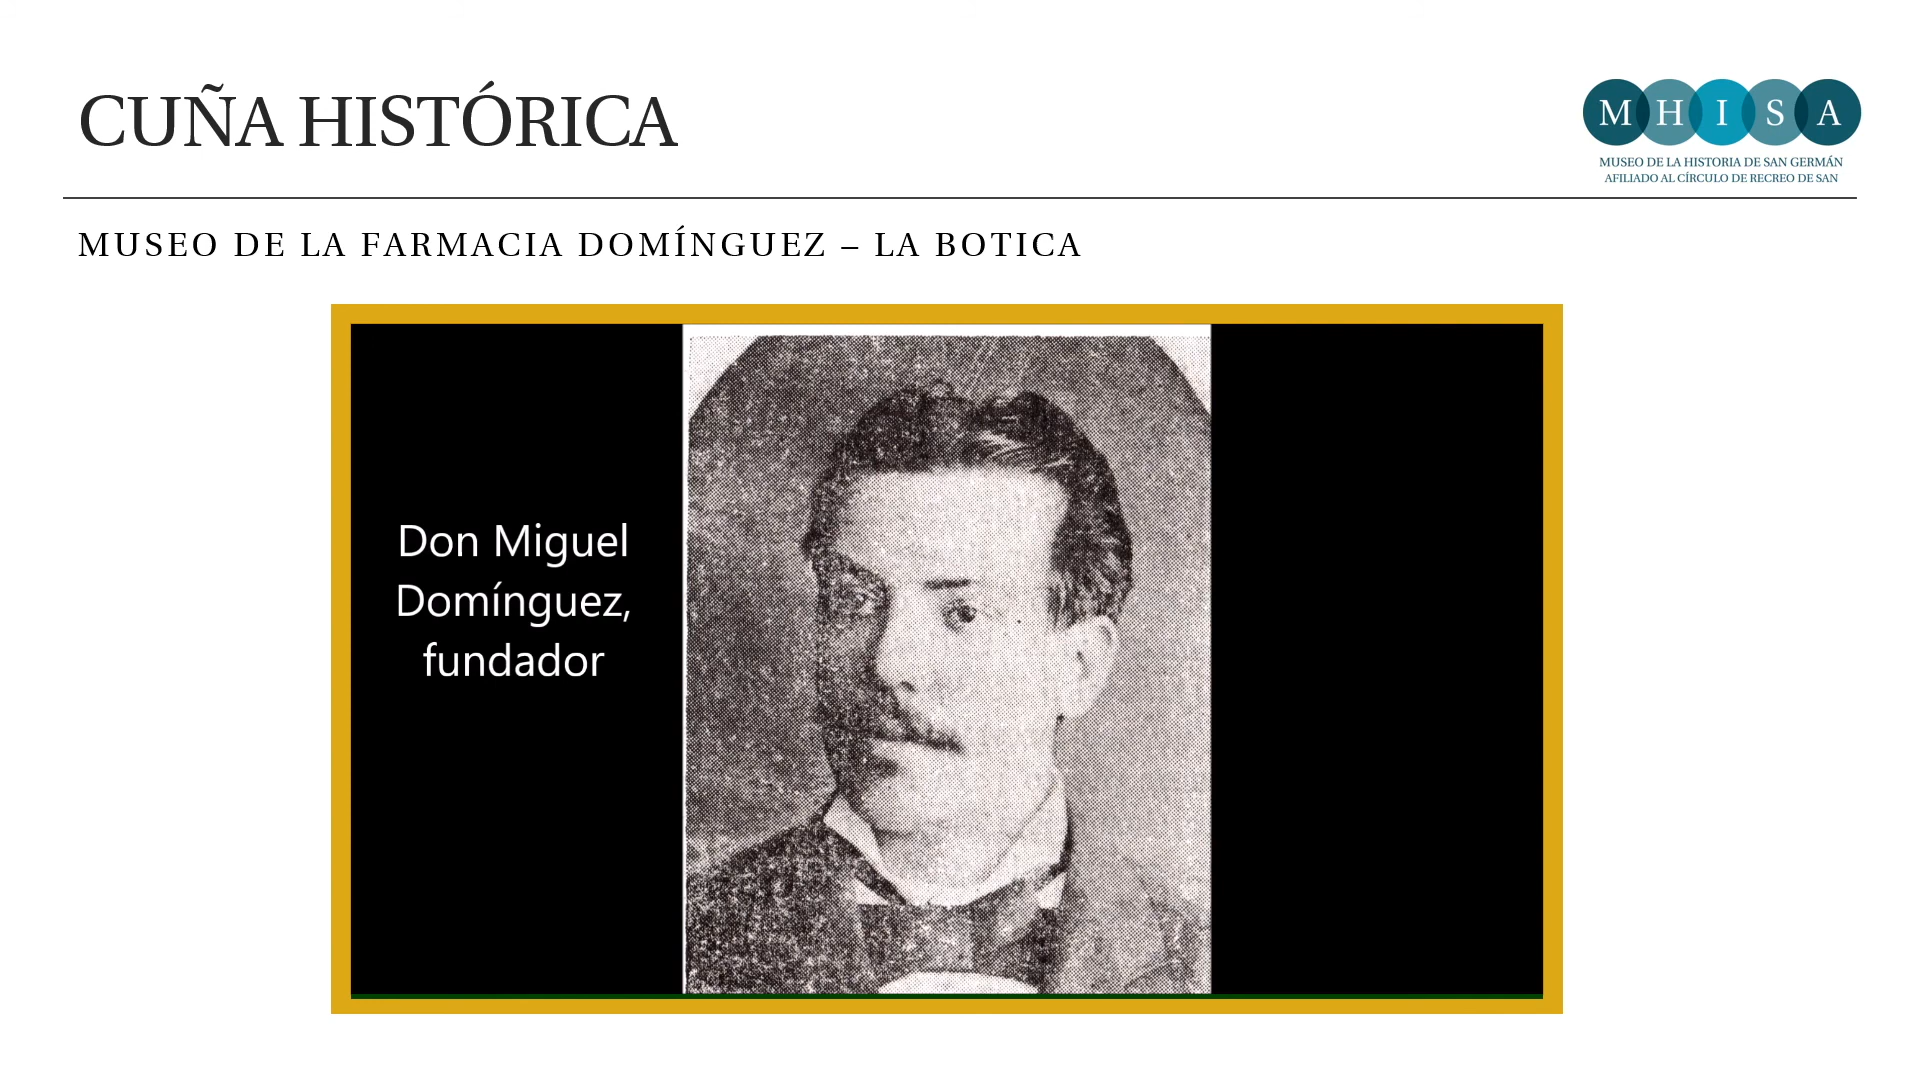 CUÑA HISTÓRICA
M H I S A
MUSEO DE LA HISTORIA DE SAN GERMÁN
AFILIADO AL CÍRCULO DE RECREO DE SAN
MUSEO DE LA FARMACIA DOMÍNGUEZ – LA BOTICA
Don Miguel
Domínguez,
fundador